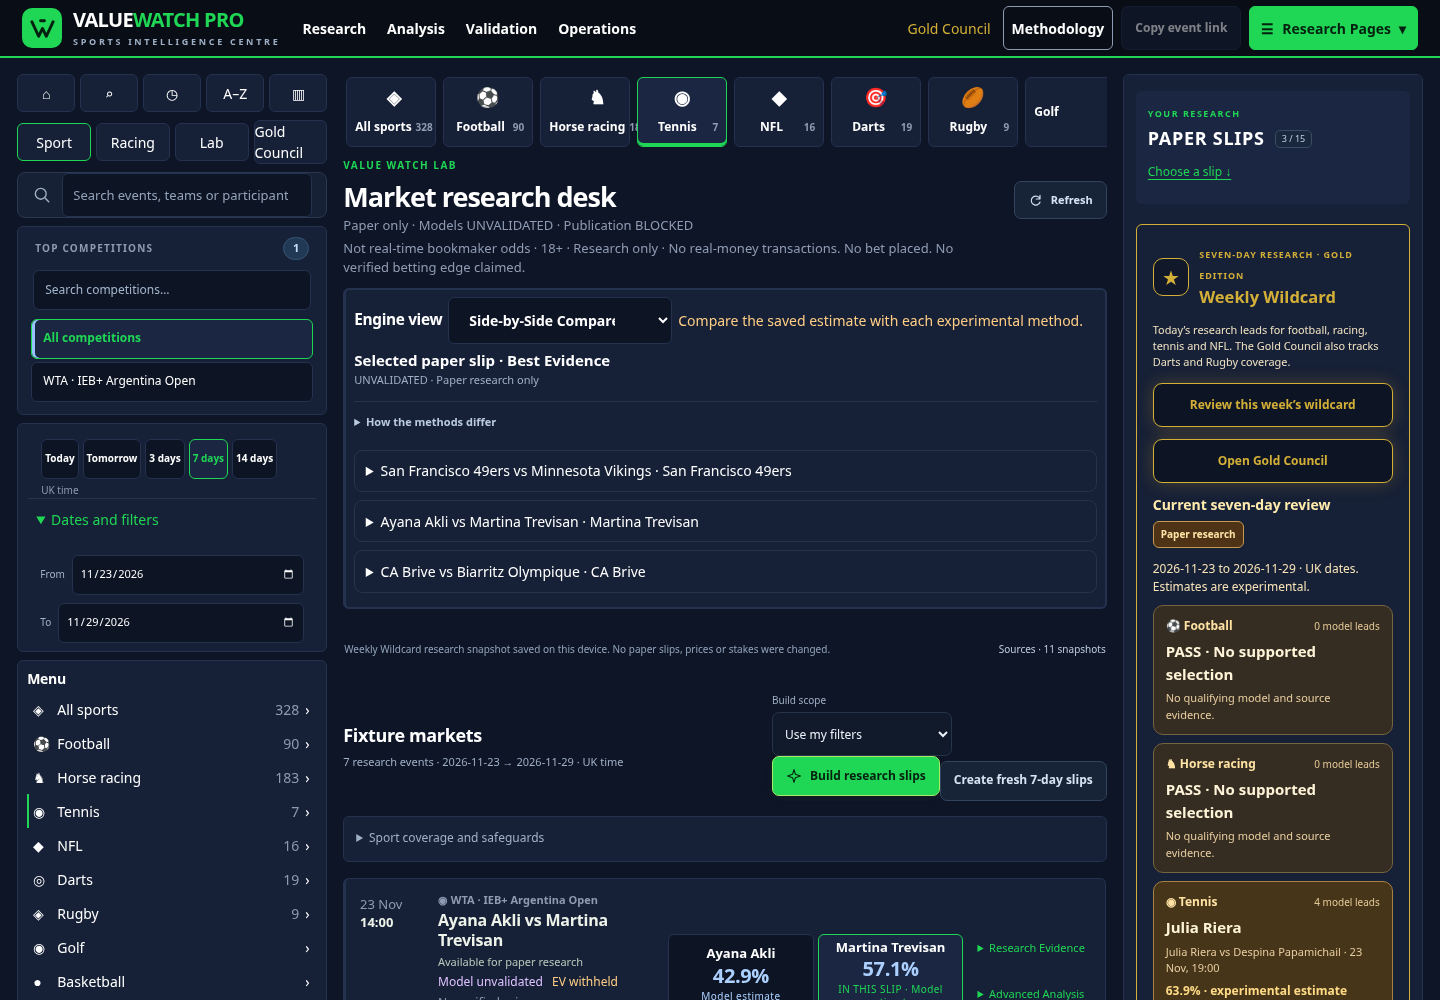 VALUEWATCH PRO
SPORTS INTELLIGENCE CENTRE
Research
Analysis
Validation
Operations
Gold Council
Methodology
Copy event link
☰ Research Pages ▾
A–Z
Sport
Racing
Lab
Gold
Council
Search events, teams or participant
TOP COMPETITIONS
1
Search competitions…
All competitions
WTA · IEB+ Argentina Open
Today
Tomorrow
3 days
7 days
14 days
UK time
▼ Dates and filters
From
11/23/2026
To
11/29/2026
Menu
All sports 328 ›
Football 90 ›
Horse racing 183 ›
Tennis 7 ›
NFL 16 ›
Darts 19 ›
Rugby 9 ›
Golf ›
Basketball ›
All sports 328
Football 90
Horse racing
Tennis 7
NFL 16
Darts 19
Rugby 9
Golf
VALUE WATCH LAB
Market research desk
Refresh
Paper only · Models UNVALIDATED · Publication BLOCKED
Not real-time bookmaker odds · 18+ · Research only · No real-money transactions. No bet placed. No
verified betting edge claimed.
Engine view
Side-by-Side Compare
Compare the saved estimate with each experimental method.
Selected paper slip · Best Evidence
UNVALIDATED · Paper research only
▶ How the methods differ
▶ San Francisco 49ers vs Minnesota Vikings · San Francisco 49ers
▶ Ayana Akli vs Martina Trevisan · Martina Trevisan
▶ CA Brive vs Biarritz Olympique · CA Brive
Weekly Wildcard research snapshot saved on this device. No paper slips, prices or stakes were changed.
Sources · 11 snapshots
Fixture markets
7 research events · 2026-11-23 → 2026-11-29 · UK time
Build scope
Use my filters
Build research slips
Create fresh 7-day slips
▶ Sport coverage and safeguards
23 Nov
14:00
◉ WTA · IEB+ Argentina Open
Ayana Akli vs Martina
Trevisan
Available for paper research
Model unvalidated EV withheld
Ayana Akli
42.9%
Model estimate
Martina Trevisan
57.1%
IN THIS SLIP · Model
▶ Research Evidence
▶ Advanced Analysis
YOUR RESEARCH
PAPER SLIPS
3 / 15
Choose a slip ↓
SEVEN-DAY RESEARCH · GOLD
EDITION
Weekly Wildcard
Today's research leads for football, racing,
tennis and NFL. The Gold Council also tracks
Darts and Rugby coverage.
Review this week's wildcard
Open Gold Council
Current seven-day review
Paper research
2026-11-23 to 2026-11-29 · UK dates.
Estimates are experimental.
Football
0 model leads
PASS · No supported
selection
No qualifying model and source
evidence.
Horse racing
0 model leads
PASS · No supported
selection
No qualifying model and source
evidence.
Tennis
4 model leads
Julia Riera
Julia Riera vs Despina Papamichail · 23
Nov, 19:00
63.9% · experimental estimate